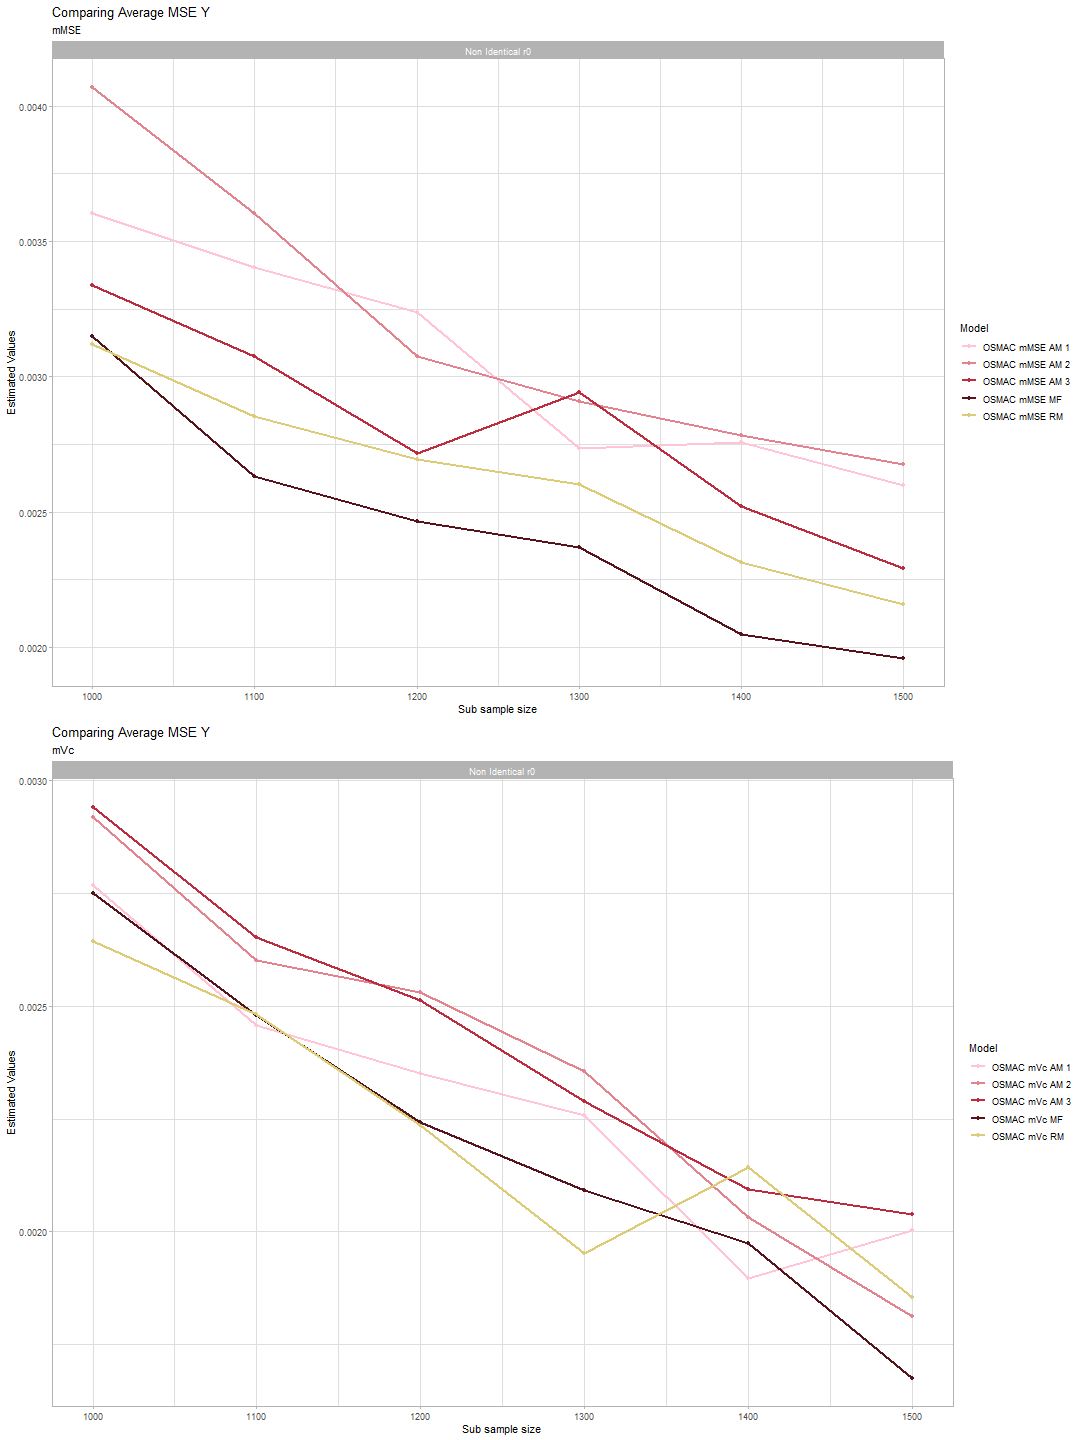 Comparing Average MSE Y
mMSE
Non Identical r0
0.0040
0.0035
0.0030
0.0025
0.0020
Estimated Values
1000 1100 1200 1300 1400 1500
Sub sample size
Model
OSMAC mMSE AM 1
OSMAC mMSE AM 2
OSMAC mMSE AM 3
OSMAC mMSE MF
OSMAC mMSE RM
Comparing Average MSE Y
mVc
Non Identical r0
0.0030
0.0025
0.0020
Estimated Values
1000 1100 1200 1300 1400 1500
Sub sample size
Model
OSMAC mVc AM 1
OSMAC mVc AM 2
OSMAC mVc AM 3
OSMAC mVc MF
OSMAC mVc RM